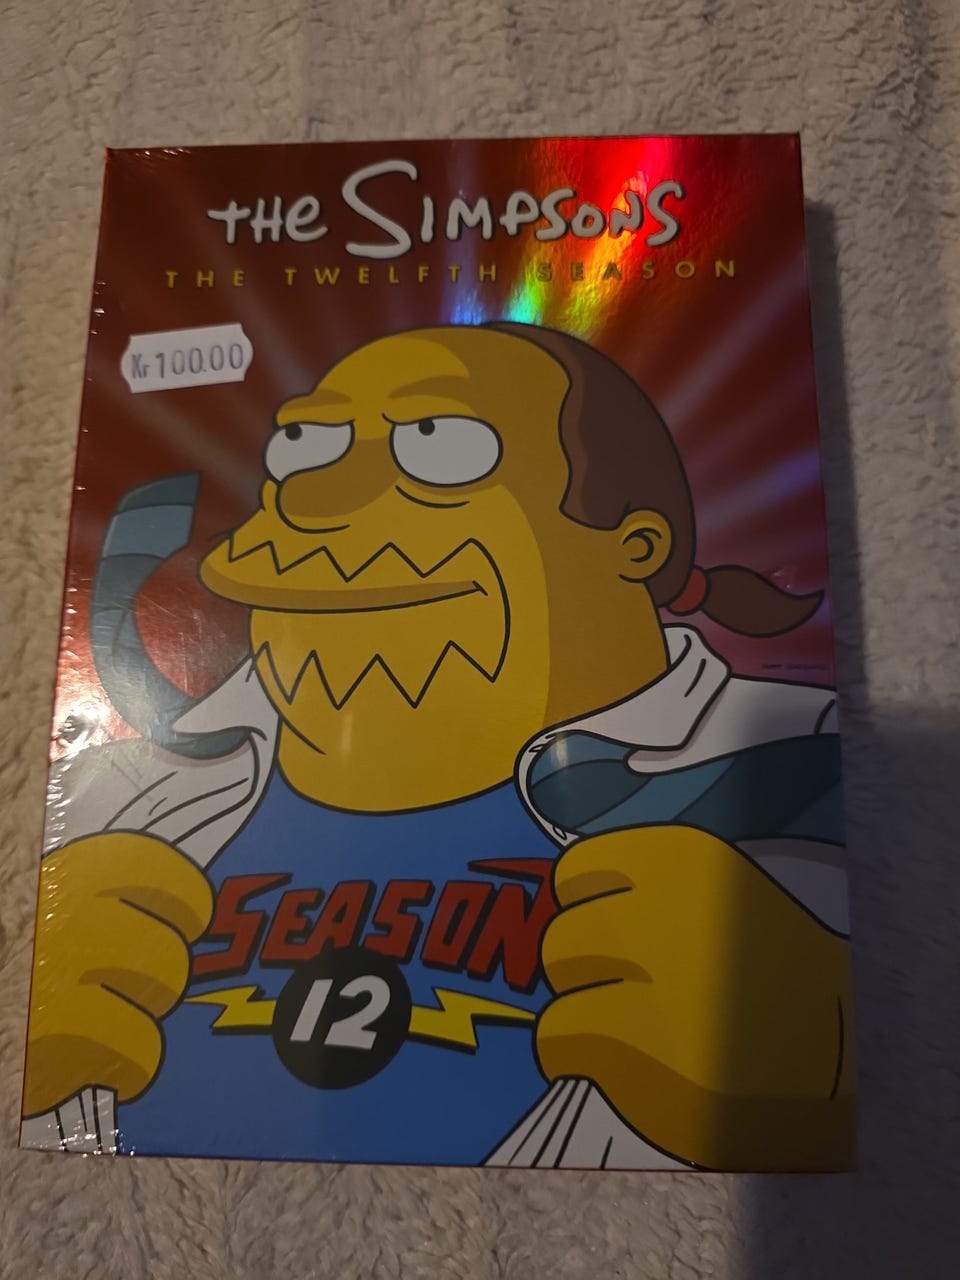 THE SIMPSONS
THE TWELFTH SEASON
Kr 100.00
SEASON
12